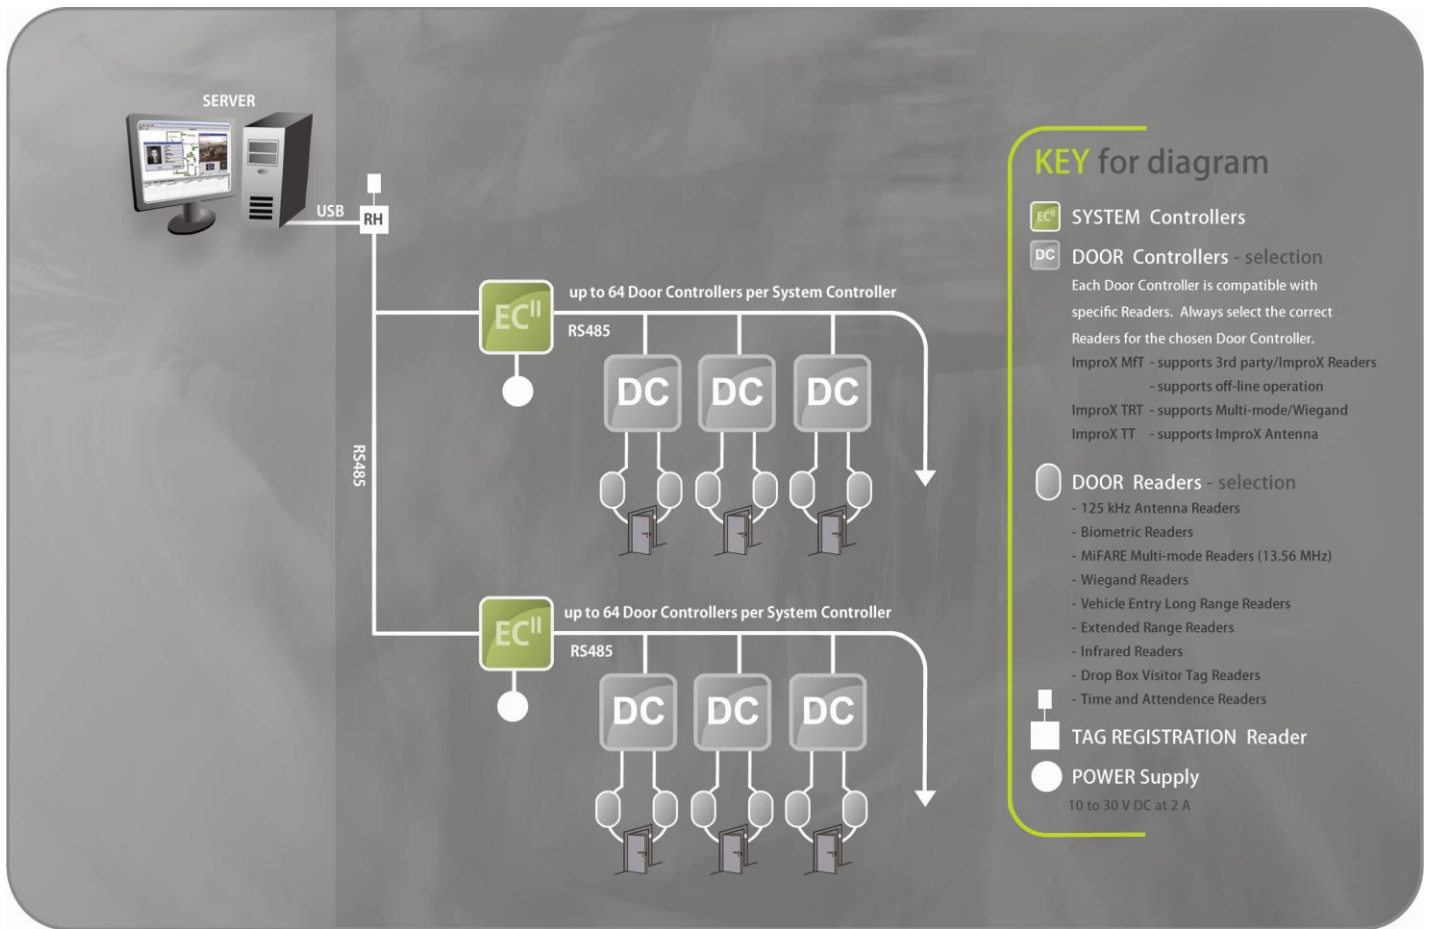 SERVER
USB
RH
EC^II
up to 64 Door Controllers per System Controller
RS485
DC
DC
DC
RS485
EC^II
up to 64 Door Controllers per System Controller
RS485
DC
DC
DC
KEY for diagram
EC^II SYSTEM Controllers
DC DOOR Controllers - selection
Each Door Controller is compatible with
specific Readers. Always select the correct
Readers for the chosen Door Controller.
ImproX MfT - supports 3rd party/ImproX Readers
- supports off-line operation
ImproX TRT - supports Multi-mode/Wiegand
ImproX TT - supports ImproX Antenna
DOOR Readers - selection
- 125 kHz Antenna Readers
- Biometric Readers
- MiFARE Multi-mode Readers (13.56 MHz)
- Wiegand Readers
- Vehicle Entry Long Range Readers
- Extended Range Readers
- Infrared Readers
- Drop Box Visitor Tag Readers
- Time and Attendence Readers
TAG REGISTRATION Reader
POWER Supply
10 to 30 V DC at 2 A